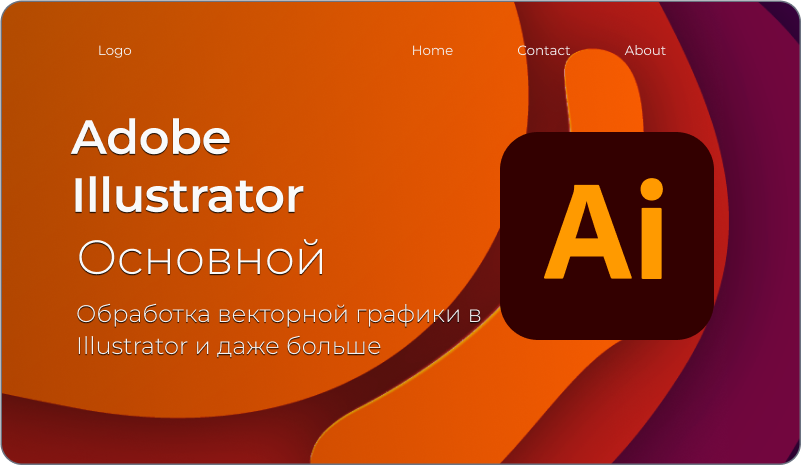 Logo Home Contact About
Adobe
Illustrator
Основной
Обработка векторной графики в
Illustrator и даже больше
Ai